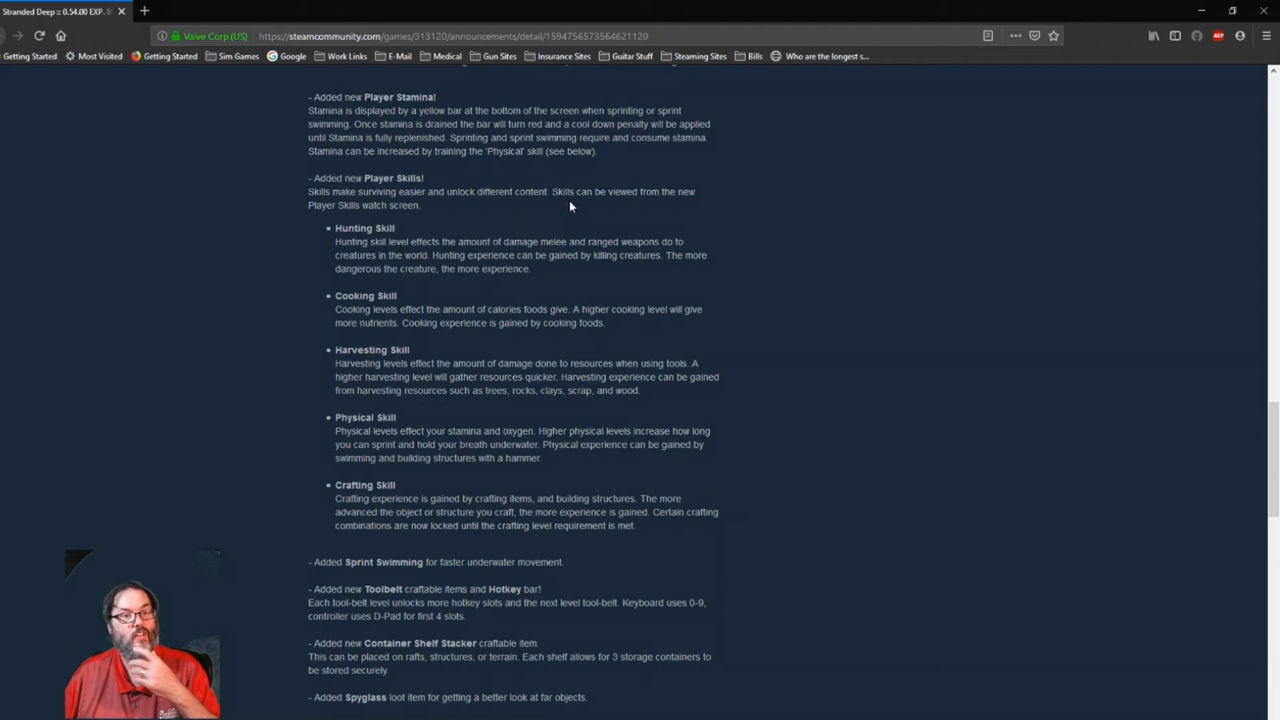 Stranded Deep :: 0.54.00 EXP.
Valve Corp (US)
https://steamcommunity.com/games/313120/announcements/detail/1594756573564621120
Getting Started
Most Visited
Getting Started
Sim Games
Google
Work Links
E-Mail
Medical
Gun Sites
Insurance Sites
Guitar Stuff
Steaming Sites
Bills
Who are the longest s...
- Added new Player Stamina!
Stamina is displayed by a yellow bar at the bottom of the screen when sprinting or sprint
swimming. Once stamina is drained the bar will turn red and a cool down penalty will be applied
until Stamina is fully replenished. Sprinting and sprint swimming require and consume stamina.
Stamina can be increased by training the 'Physical' skill (see below).
- Added new Player Skills!
Skills make surviving easier and unlock different content. Skills can be viewed from the new
Player Skills watch screen.
• Hunting Skill
Hunting skill level effects the amount of damage melee and ranged weapons do to
creatures in the world. Hunting experience can be gained by killing creatures. The more
dangerous the creature, the more experience.
• Cooking Skill
Cooking levels effect the amount of calories foods give. A higher cooking level will give
more nutrients. Cooking experience is gained by cooking foods.
• Harvesting Skill
Harvesting levels effect the amount of damage done to resources when using tools. A
higher harvesting level will gather resources quicker. Harvesting experience can be gained
from harvesting resources such as trees, rocks, clays, scrap, and wood.
• Physical Skill
Physical levels effect your stamina and oxygen. Higher physical levels increase how long
you can sprint and hold your breath underwater. Physical experience can be gained by
swimming and building structures with a hammer.
• Crafting Skill
Crafting experience is gained by crafting items, and building structures. The more
advanced the object or structure you craft, the more experience is gained. Certain crafting
combinations are now locked until the crafting level requirement is met.
- Added Sprint Swimming for faster underwater movement.
- Added new Toolbelt craftable items and Hotkey bar!
Each tool-belt level unlocks more hotkey slots and the next level tool-belt. Keyboard uses 0-9,
controller uses D-Pad for first 4 slots.
- Added new Container Shelf Stacker craftable item.
This can be placed on rafts, structures, or terrain. Each shelf allows for 3 storage containers to
be stored securely.
- Added Spyglass loot item for getting a better look at far objects.